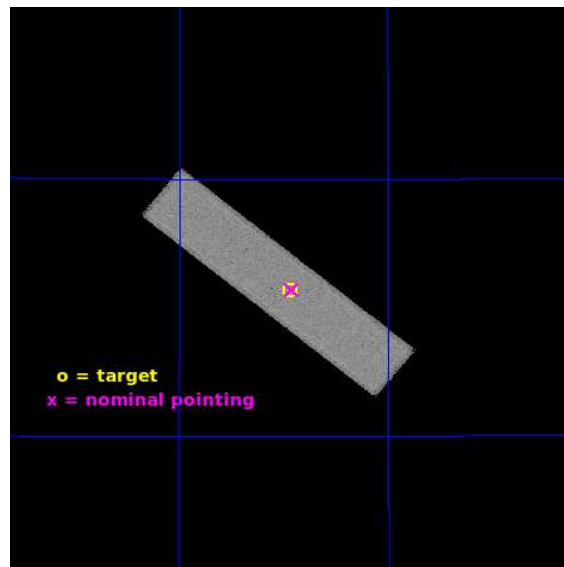 o = target
x = nominal pointing